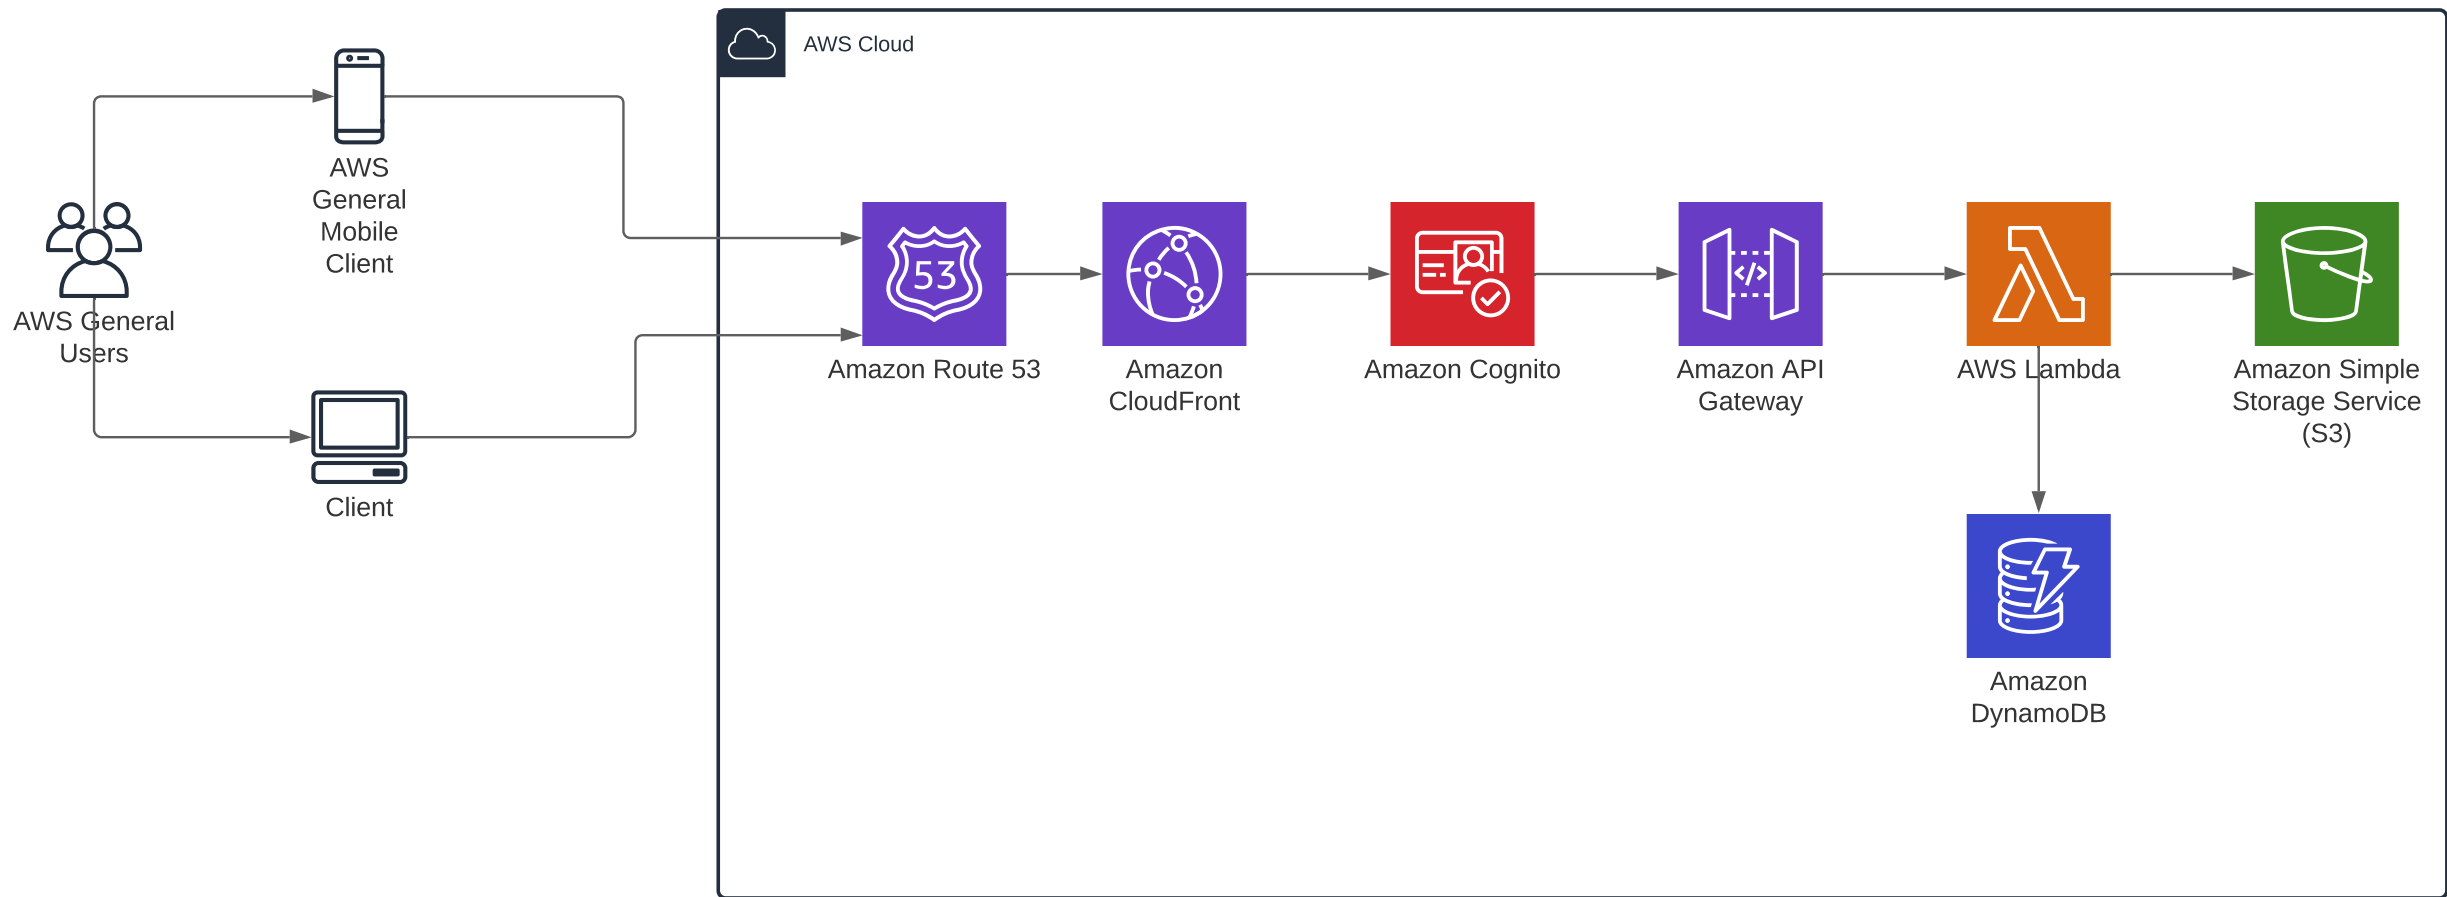 AWS Cloud
AWS
General
Mobile
Client
AWS General
Users
Client
53
Amazon Route 53
Amazon
CloudFront
Amazon Cognito
</>
Amazon API
Gateway
AWS Lambda
Amazon Simple
Storage Service
(S3)
Amazon
DynamoDB